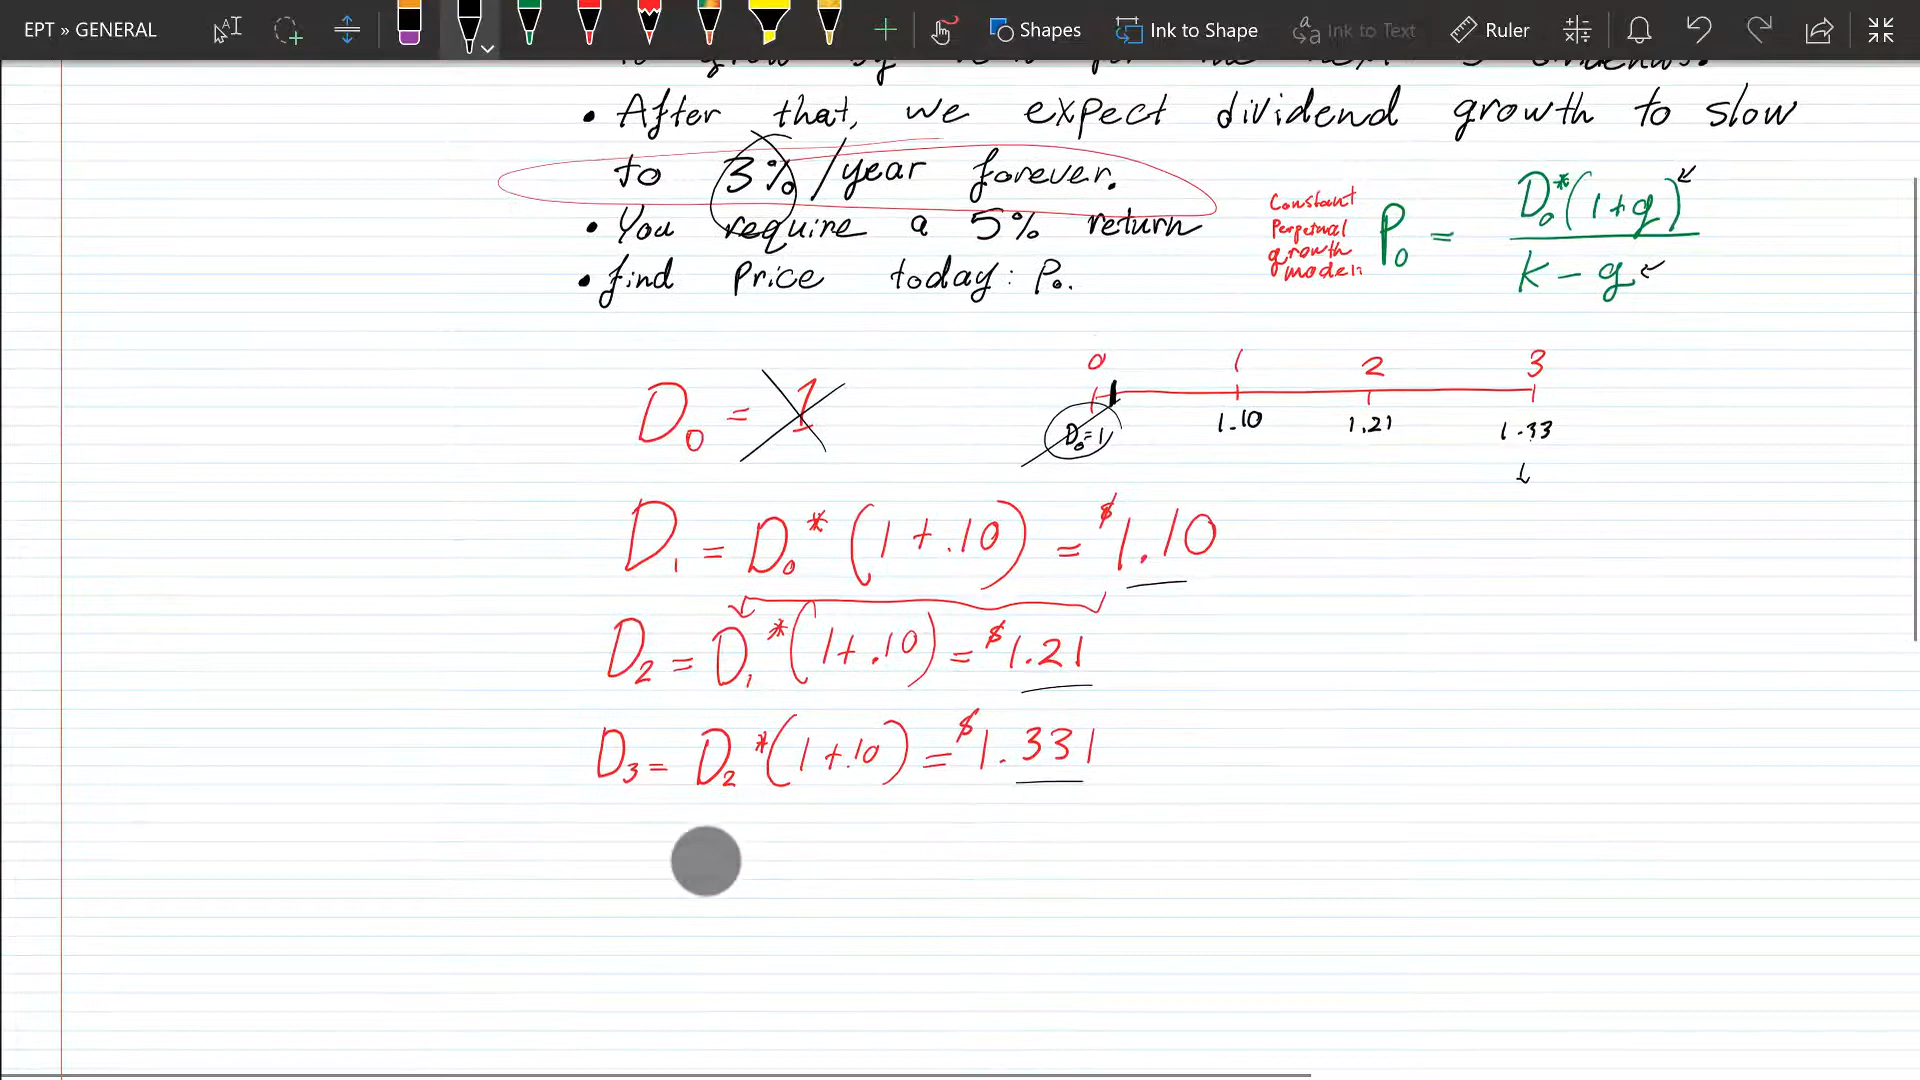 EPT » GENERAL
Shapes
Ink to Shape
Ink to Text
Ruler
dividends.
• After that, we expect dividend growth to slow
to 3% /year forever.
• You require a 5% return
• find Price today: P₀.
Constant
Perpetual
growth
model:
P₀ = D₀*(1+g) / k - g
0 1 2 3
D₀=1 1.10 1.21 1.33
D₀ = 1
D₁ = D₀* (1+.10) = $1.10
D₂ = D₁*(1+.10) = $1.21
D₃ = D₂*(1+.10) = $1.331